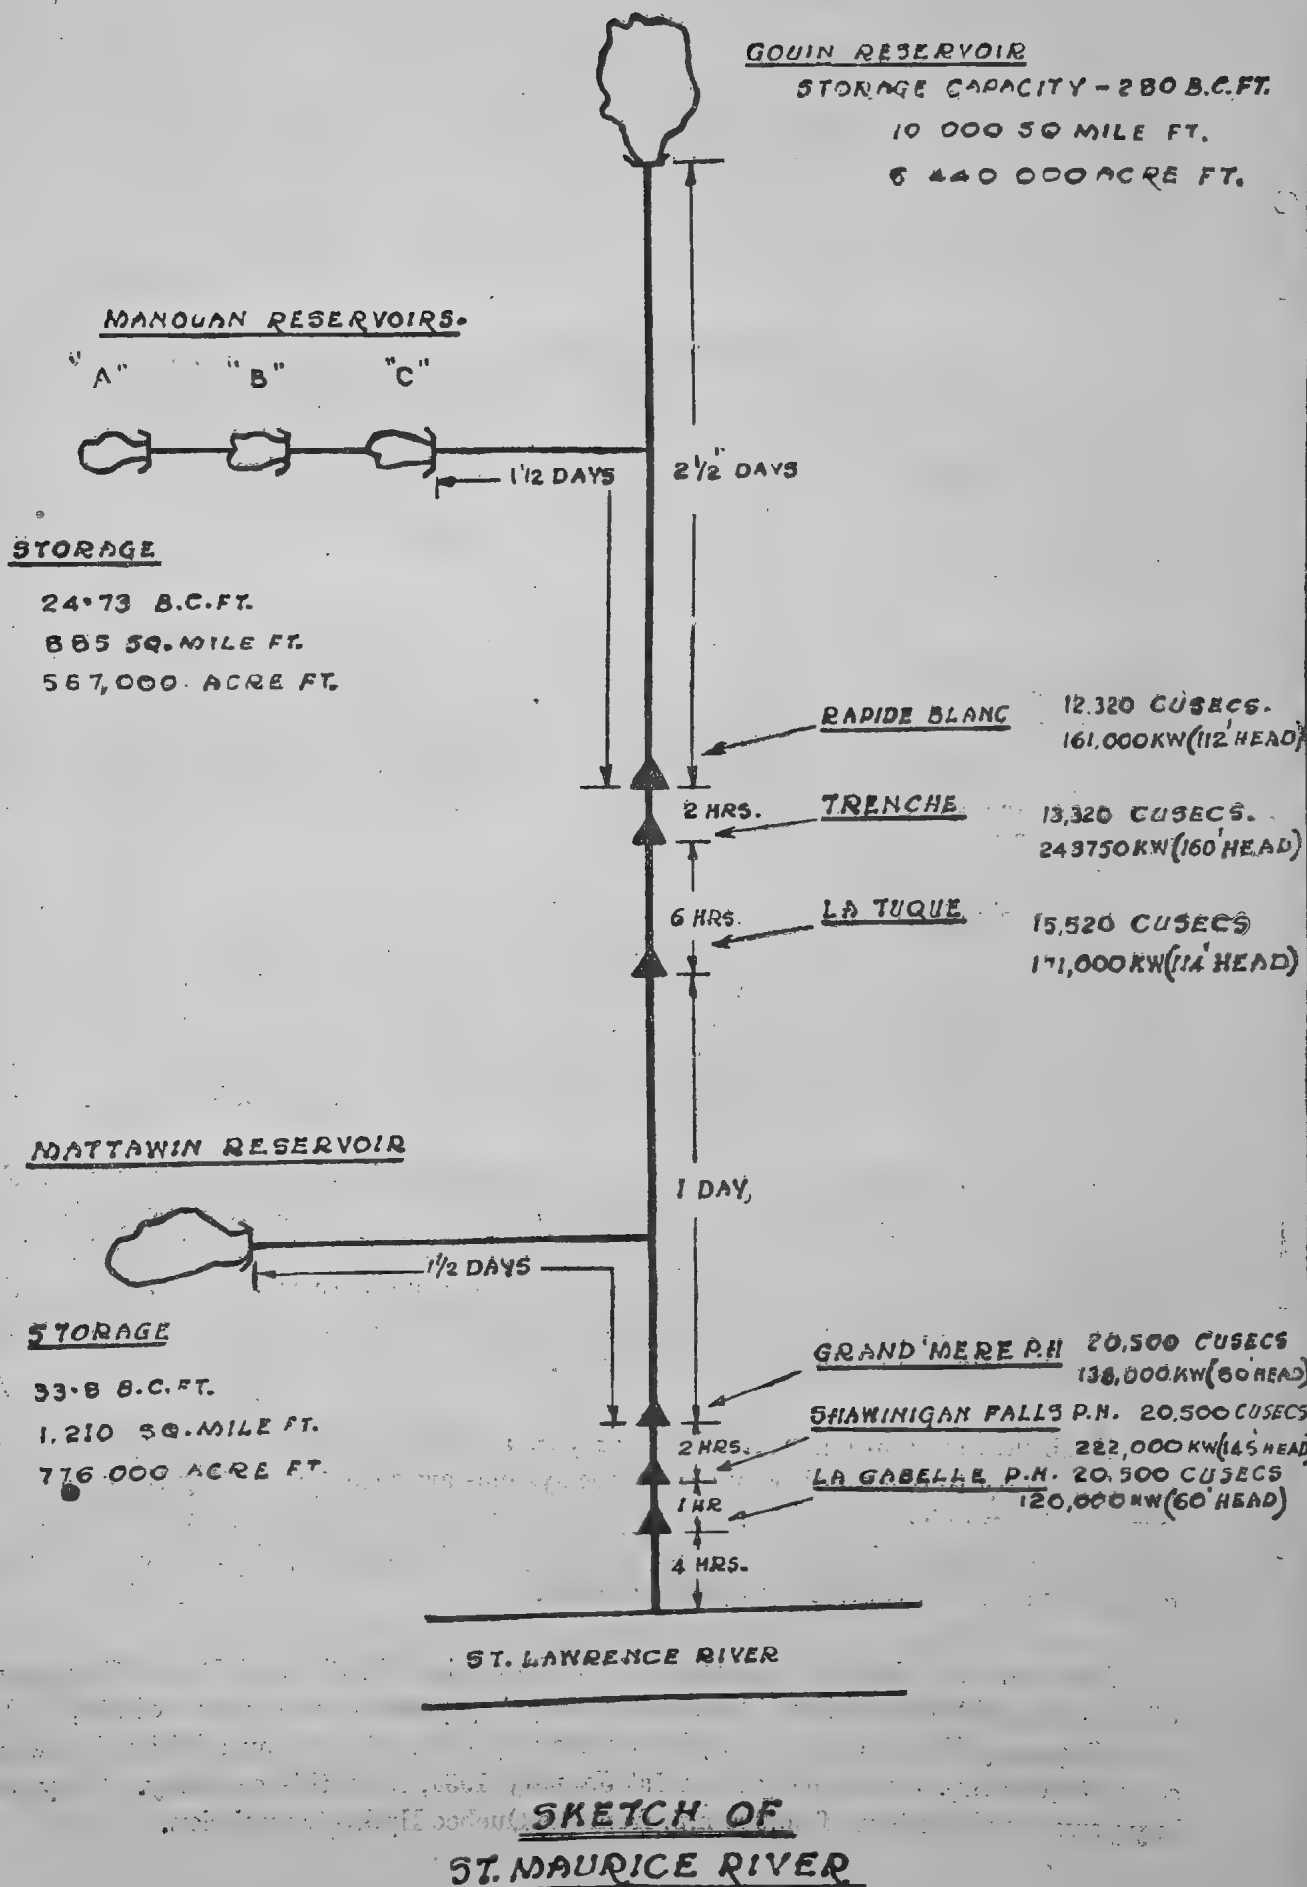 GOUIN RESERVOIR
STORAGE CAPACITY - 280 B.C.FT.
10 000 SQ MILE FT.
6 440 000 ACRE FT.
MANOUAN RESERVOIRS.
"A" "B" "C"
1 1/2 DAYS
2 1/2 DAYS
STORAGE
24.73 B.C.FT.
885 SQ. MILE FT.
567,000 ACRE FT.
RAPIDE BLANC 12,320 CUSECS.
161,000 KW (112' HEAD)
2 HRS.
TRENCHE 13,320 CUSECS.
243750 KW (160' HEAD)
6 HRS.
LA TUQUE 15,520 CUSECS
171,000 KW (114' HEAD)
MATTAWIN RESERVOIR
1 DAY
1 1/2 DAYS
STORAGE
33.8 B.C.FT.
1,210 SQ. MILE FT.
776 000 ACRE FT.
GRAND'MERE P.H 20,500 CUSECS
KW ( HEAD)
SHAWINIGAN FALLS P.H. 20,500 CUSECS
2 HRS.
222,000 KW (145' HEAD)
LA GABELLE P.H. 20,500 CUSECS
1 HR
120,000 KW (60' HEAD)
4 HRS.
ST. LAWRENCE RIVER
SKETCH OF
ST. MAURICE RIVER